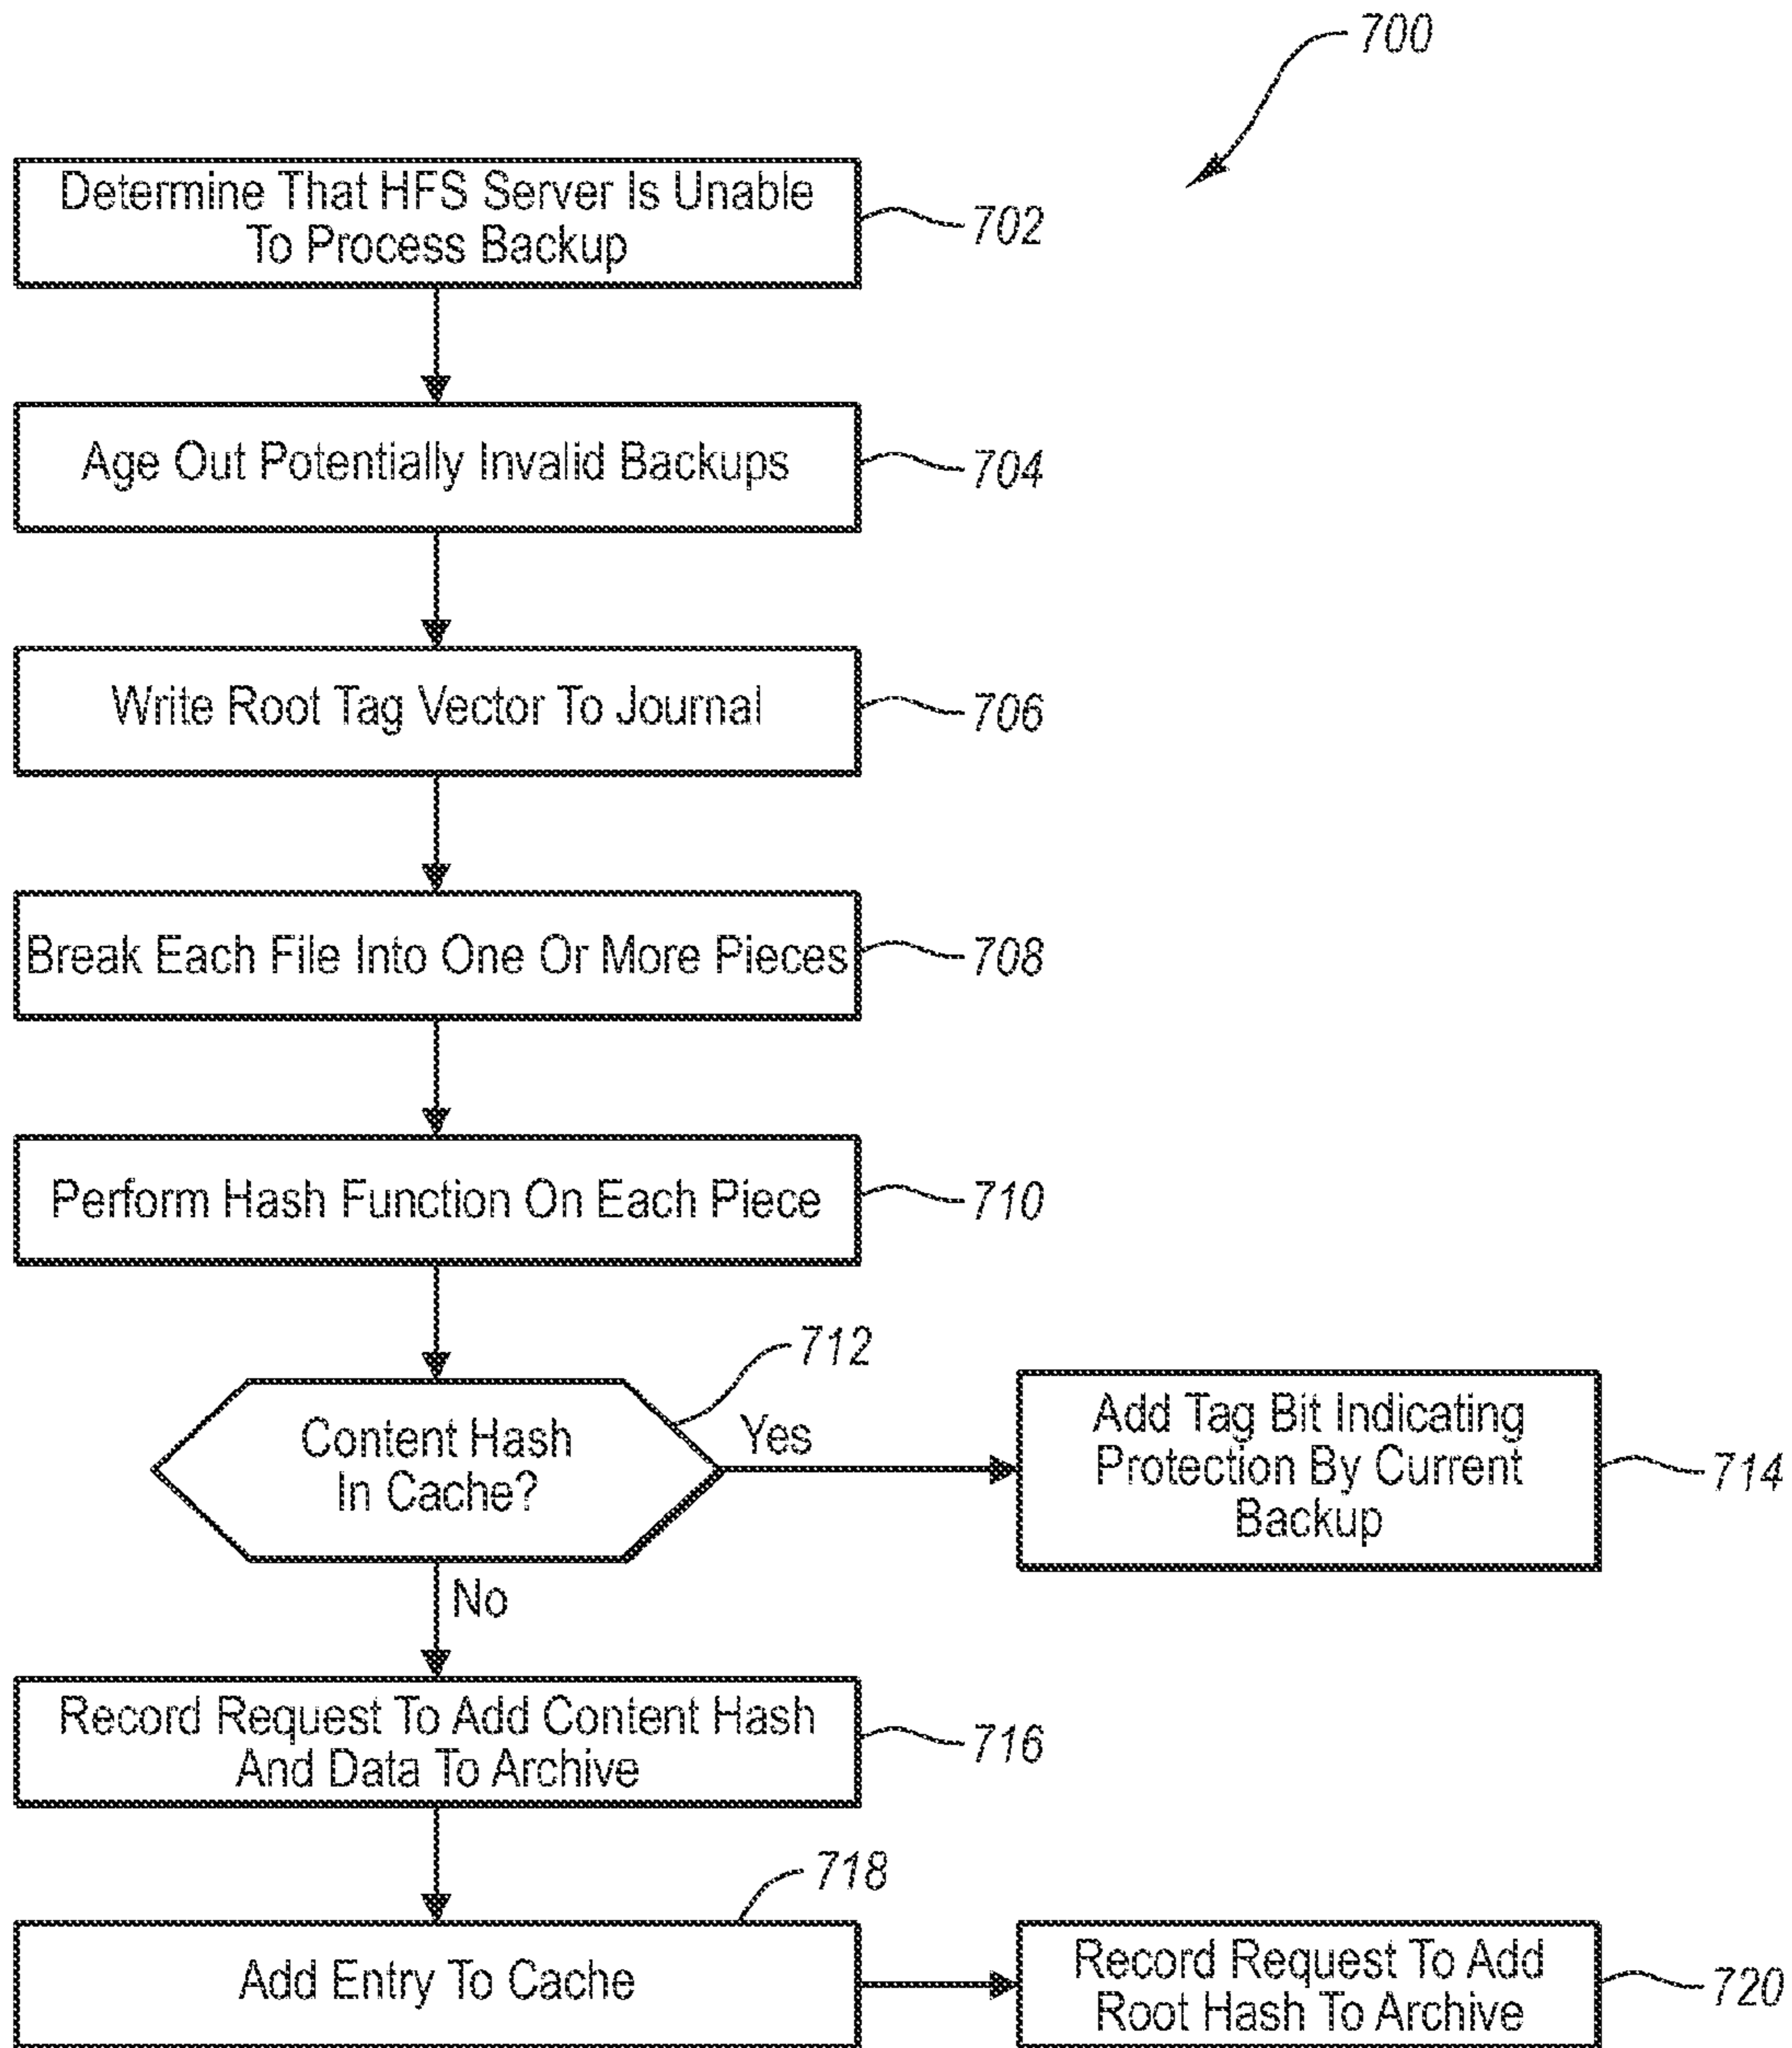 700
Determine That HFS Server Is Unable
To Process Backup
702
Age Out Potentially Invalid Backups
704
Write Root Tag Vector To Journal
706
Break Each File Into One Or More Pieces
708
Perform Hash Function On Each Piece
710
712
Content Hash
In Cache?
Yes
Add Tag Bit Indicating
Protection By Current
Backup
714
No
Record Request To Add Content Hash
And Data To Archive
716
718
Add Entry To Cache
Record Request To Add
Root Hash To Archive
720